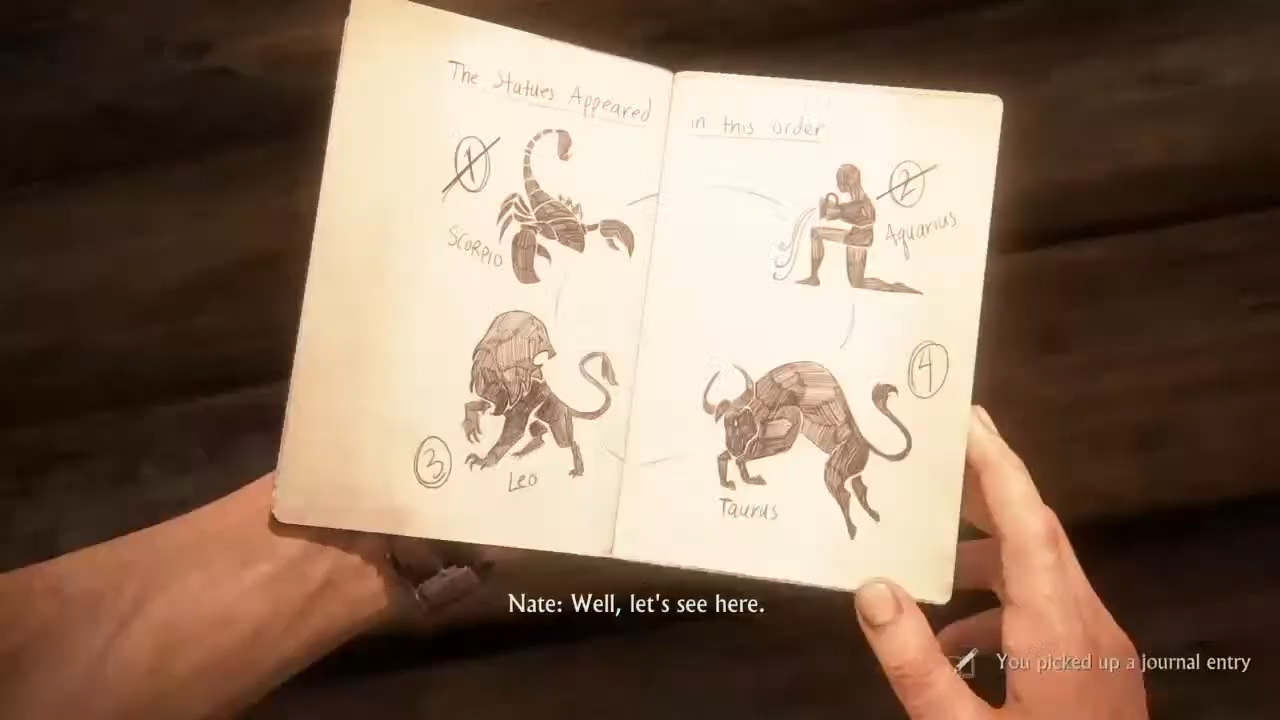 The Statues Appeared
in this order
1
SCORPIO
2
Aquarius
3
Leo
4
Taurus
Nate: Well, let's see here.
You picked up a journal entry